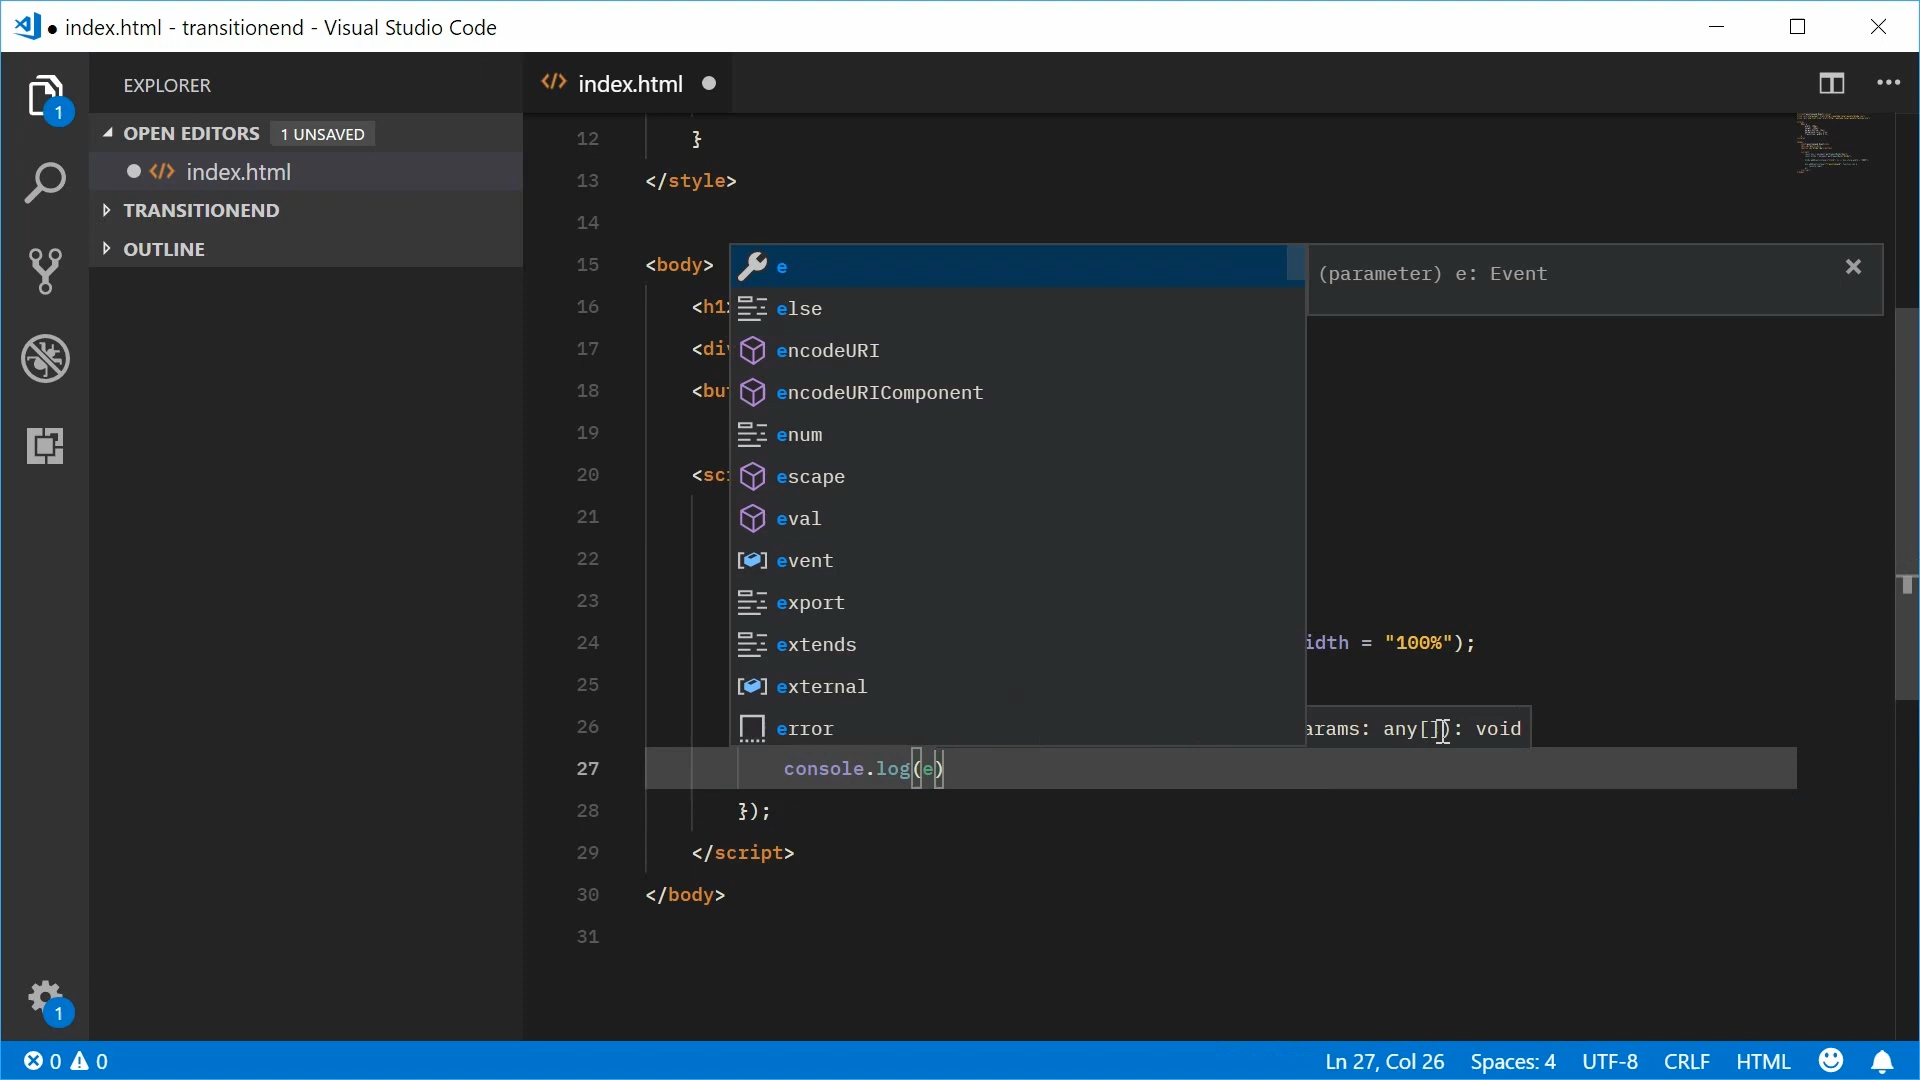 ● index.html - transitionend - Visual Studio Code
EXPLORER
OPEN EDITORS 1 UNSAVED
index.html
TRANSITIONEND
OUTLINE
1
1
index.html
12 }
13 </style>
14
15 <body>
16 <h1
17 <di
18 <bu
19
20 <sc
21
22
23
24 idth = "100%");
25
26
27 console.log(e)
28 });
29 </script>
30 </body>
31
e
else
encodeURI
encodeURIComponent
enum
escape
eval
event
export
extends
external
error
(parameter) e: Event
arams: any[]): void
0 0
Ln 27, Col 26 Spaces: 4 UTF-8 CRLF HTML